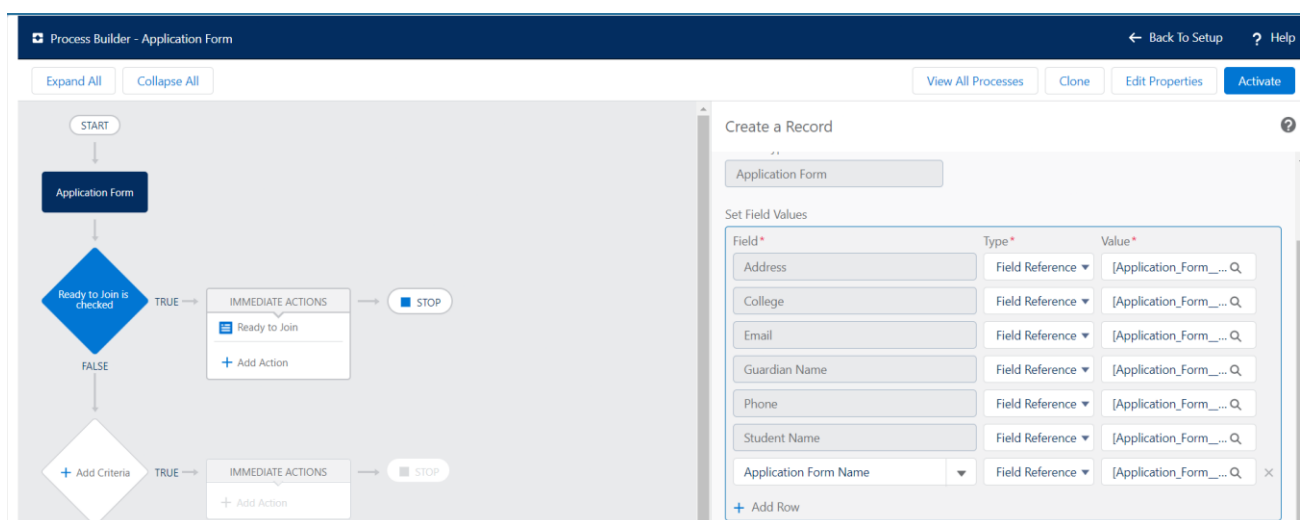 Process Builder - Application Form
Back To Setup
? Help
Expand All
Collapse All
View All Processes
Clone
Edit Properties
Activate
START
Application Form
Ready to Join is
checked
TRUE
IMMEDIATE ACTIONS
STOP
Ready to Join
+ Add Action
FALSE
+ Add Criteria
TRUE
IMMEDIATE ACTIONS
STOP
+ Add Action
Create a Record
Application Form
Set Field Values
Field* Type* Value*
Address Field Reference [Application_Form__...
College Field Reference [Application_Form__...
Email Field Reference [Application_Form__...
Guardian Name Field Reference [Application_Form__...
Phone Field Reference [Application_Form__...
Student Name Field Reference [Application_Form__...
Application Form Name Field Reference [Application_Form__...
+ Add Row